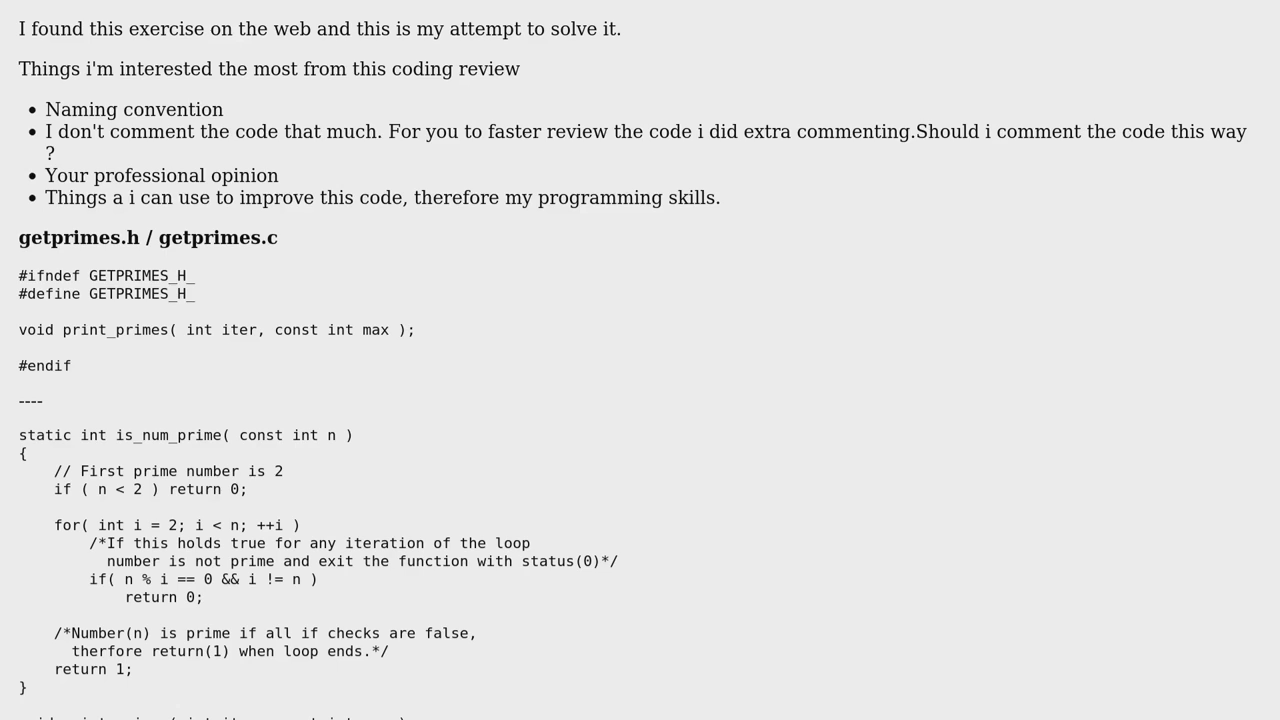 I found this exercise on the web and this is my attempt to solve it.
Things i'm interested the most from this coding review
• Naming convention
• I don't comment the code that much. For you to faster review the code i did extra commenting.Should i comment the code this way
?
• Your professional opinion
• Things a i can use to improve this code, therefore my programming skills.
getprimes.h / getprimes.c
#ifndef GETPRIMES_H_
#define GETPRIMES_H_
void print_primes( int iter, const int max );
#endif
----
static int is_num_prime( const int n )
{
    // First prime number is 2
    if ( n < 2 ) return 0;
    for( int i = 2; i < n; ++i )
        /*If this holds true for any iteration of the loop
          number is not prime and exit the function with status(0)*/
        if( n % i == 0 && i != n )
            return 0;
    /*Number(n) is prime if all if checks are false,
      therfore return(1) when loop ends.*/
    return 1;
}